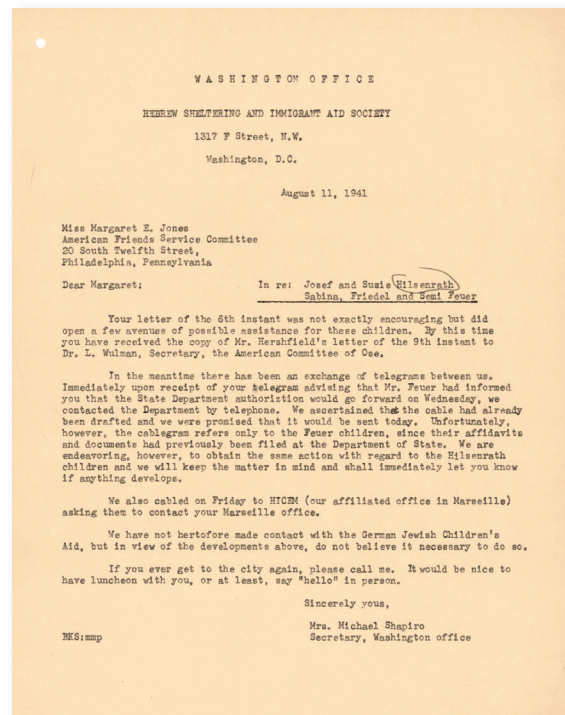 WASHINGTON OFFICE
HEBREW SHELTERING AND IMMIGRANT AID SOCIETY
1317 F Street, N.W.
Washington, D.C.
August 11, 1941
Miss Margaret E. Jones
American Friends Service Committee
20 South Twelfth Street,
Philadelphia, Pennsylvania
Dear Margaret: In re: Josef and Susie Hilsenrath
Sabina, Friedel and Semi Feuer
Your letter of the 6th instant was not exactly encouraging but did
open a few avenues of possible assistance for these children. By this time
you have received the copy of Mr. Hershfield's letter of the 9th instant to
Dr. L. Wulman, Secretary, the American Committee of Ose.
In the meantime there has been an exchange of telegrams between us.
Immediately upon receipt of your telegram advising that Mr. Feuer had informed
you that the State Department authoriztion would go forward on Wednesday, we
contacted the Department by telephone. We ascertained that the cable had already
been drafted and we were promised that it would be sent today. Unfortunately,
however, the cablegram refers only to the Feuer children, since their affidavits
and documents had previously been filed at the Department of State. We are
endeavoring, however, to obtain the same action with regard to the Hilsenrath
children and we will keep the matter in mind and shall immediately let you know
if anything develops.
We also cabled on Friday to HICEM (our affiliated office in Marseille)
asking them to contact your Marseille office.
We have not hertofore made contact with the German Jewish Children's
Aid, but in view of the developments above, do not believe it necessary to do so.
If you ever get to the city again, please call me. It would be nice to
have luncheon with you, or at least, say "hello" in person.
Sincerely yous,
Mrs. Michael Shapiro
BKS:mmp Secretary, Washington office